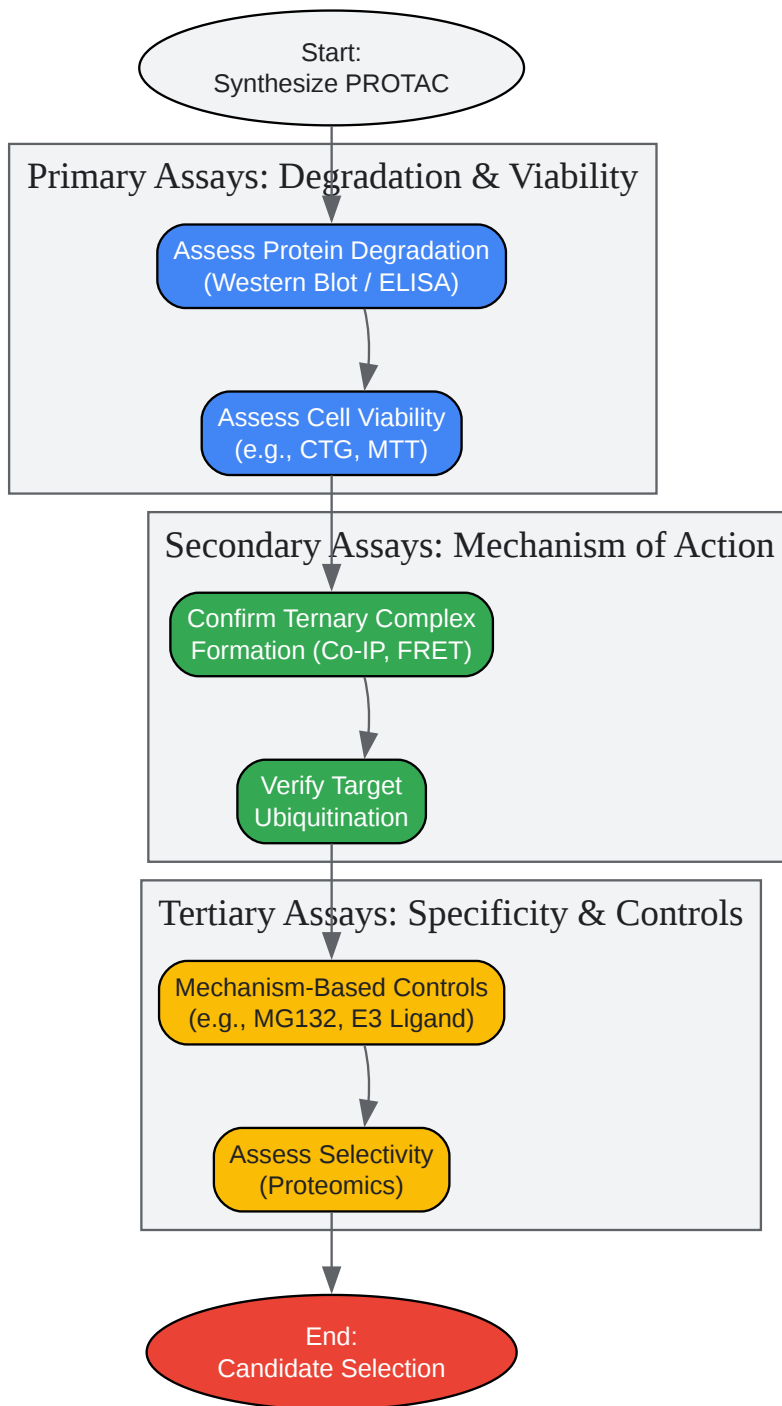 Start:
Synthesize PROTAC
Primary Assays: Degradation & Viability
Assess Protein Degradation
(Western Blot / ELISA)
Assess Cell Viability
(e.g., CTG, MTT)
Secondary Assays: Mechanism of Action
Confirm Ternary Complex
Formation (Co-IP, FRET)
Verify Target
Ubiquitination
Tertiary Assays: Specificity & Controls
Mechanism-Based Controls
(e.g., MG132, E3 Ligand)
Assess Selectivity
(Proteomics)
End:
Candidate Selection